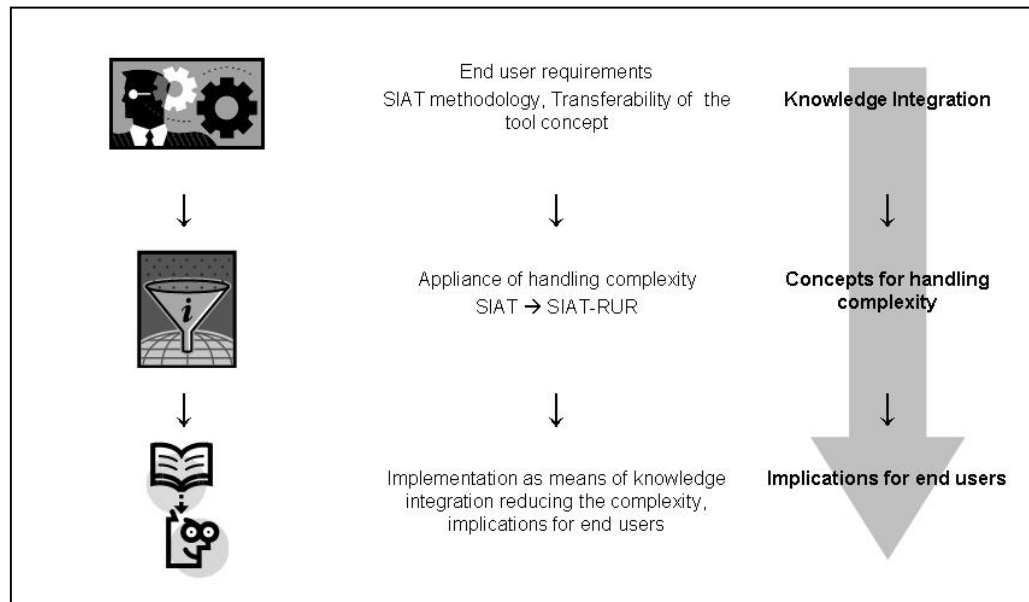 End user requirements
SIAT methodology, Transferability of the
tool concept
Knowledge Integration
↓ ↓ ↓
i
Appliance of handling complexity
SIAT → SIAT-RUR
Concepts for handling
complexity
↓ ↓ ↓
Implementation as means of knowledge
integration reducing the complexity,
implications for end users
Implications for end users